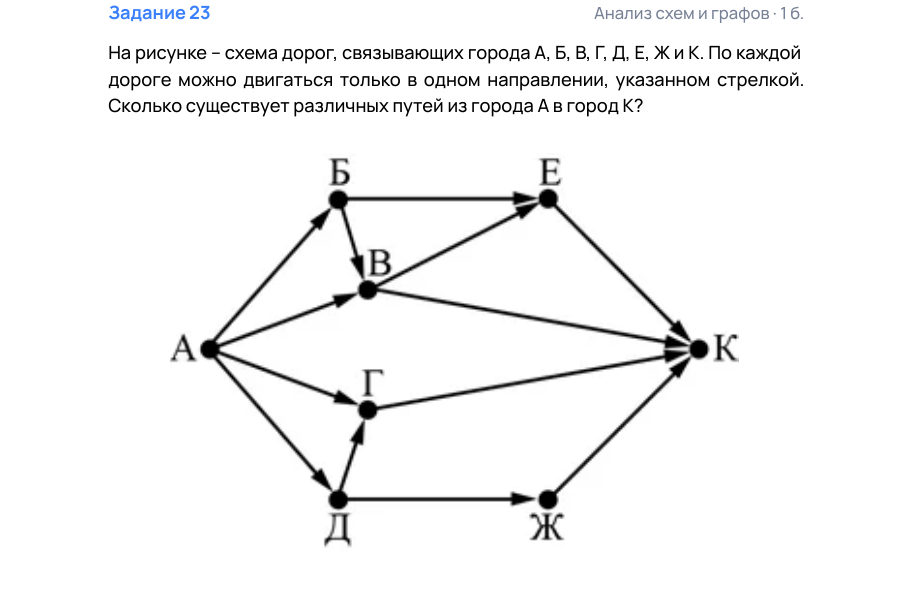 Задание 23
Анализ схем и графов · 1 б.
На рисунке – схема дорог, связывающих города А, Б, В, Г, Д, Е, Ж и К. По каждой
дороге можно двигаться только в одном направлении, указанном стрелкой.
Сколько существует различных путей из города А в город К?
Б
Е
В
А
К
Г
Д
Ж